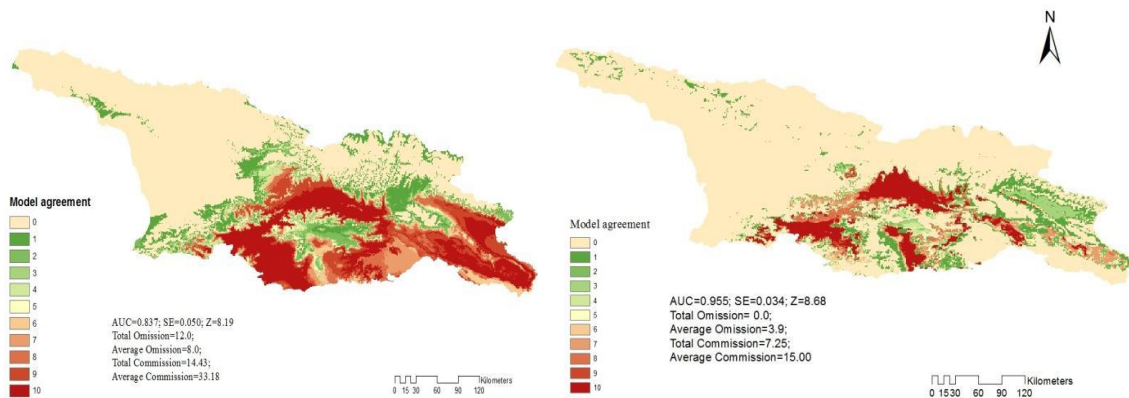 N
Model agreement
0
1
2
3
4
5
6
7
8
9
10
AUC=0.837; SE=0.050; Z=8.19
Total Omission=12.0;
Average Omission=8.0;
Total Commission=14.43;
Average Commission=33.18
Kilometers
0 15 30 60 90 120
Model agreement
0
1
2
3
4
5
6
7
8
9
10
AUC=0.955; SE=0.034; Z=8.68
Total Omission= 0.0;
Average Omission=3.9;
Total Commission=7.25;
Average Commission=15.00
Kilometers
0 15 30 60 90 120